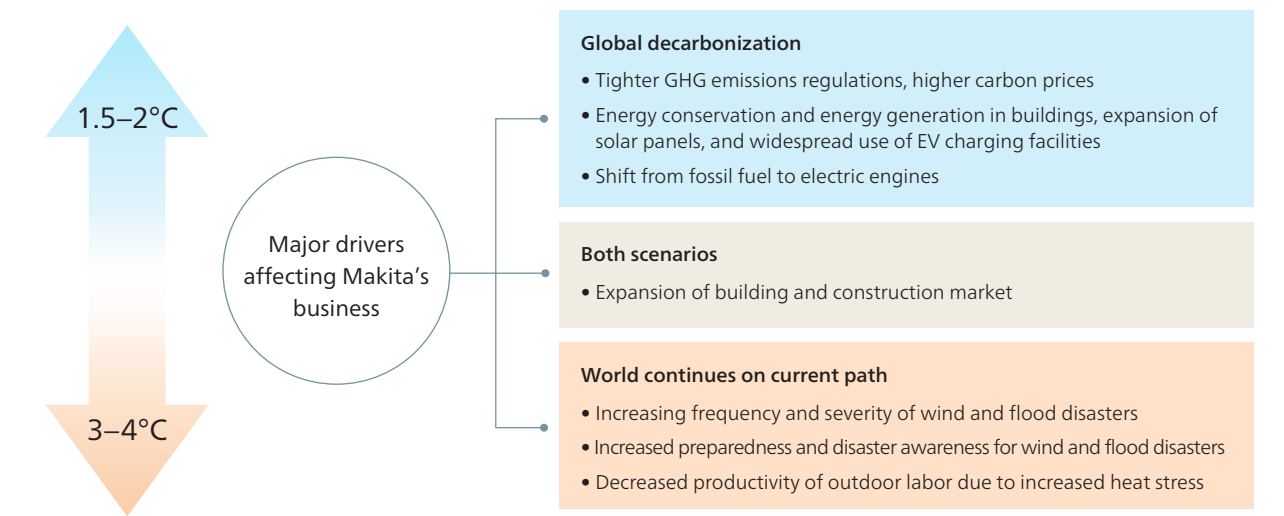 1.5–2°C
3–4°C
Major drivers
affecting Makita's
business
Global decarbonization
• Tighter GHG emissions regulations, higher carbon prices
• Energy conservation and energy generation in buildings, expansion of
solar panels, and widespread use of EV charging facilities
• Shift from fossil fuel to electric engines
Both scenarios
• Expansion of building and construction market
World continues on current path
• Increasing frequency and severity of wind and flood disasters
• Increased preparedness and disaster awareness for wind and flood disasters
• Decreased productivity of outdoor labor due to increased heat stress